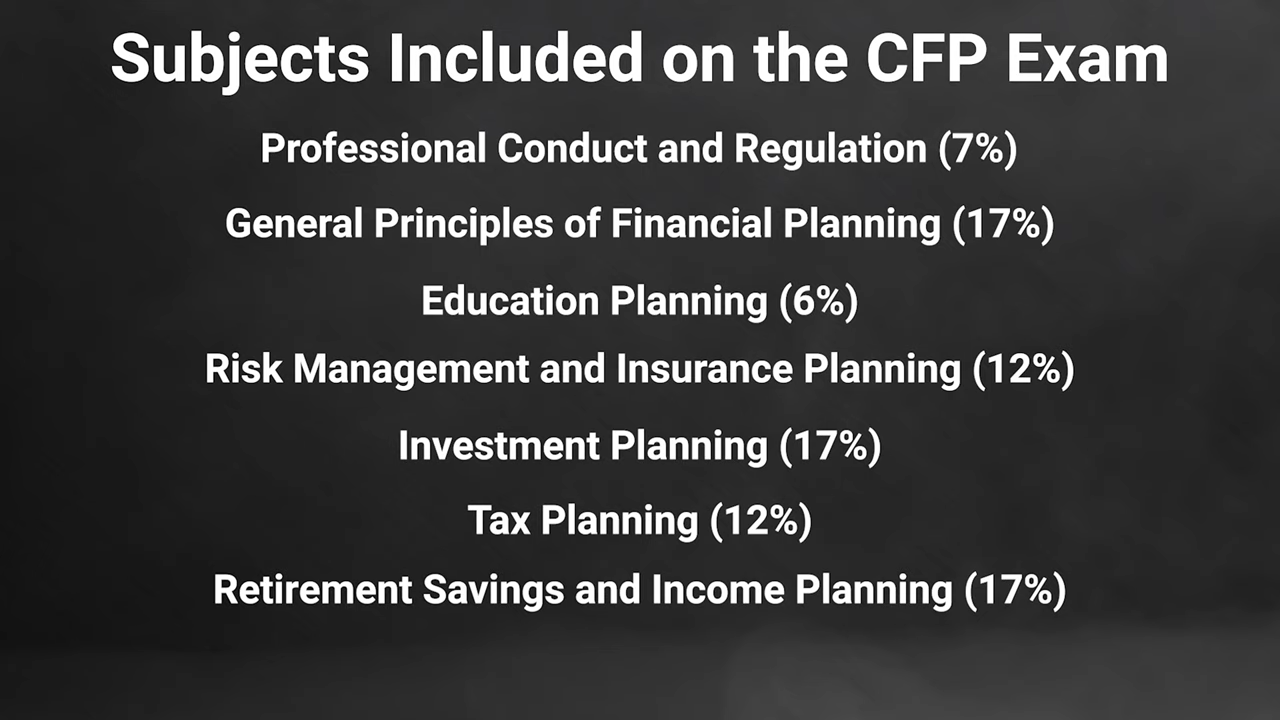 Subjects Included on the CFP Exam
Professional Conduct and Regulation (7%)
General Principles of Financial Planning (17%)
Education Planning (6%)
Risk Management and Insurance Planning (12%)
Investment Planning (17%)
Tax Planning (12%)
Retirement Savings and Income Planning (17%)